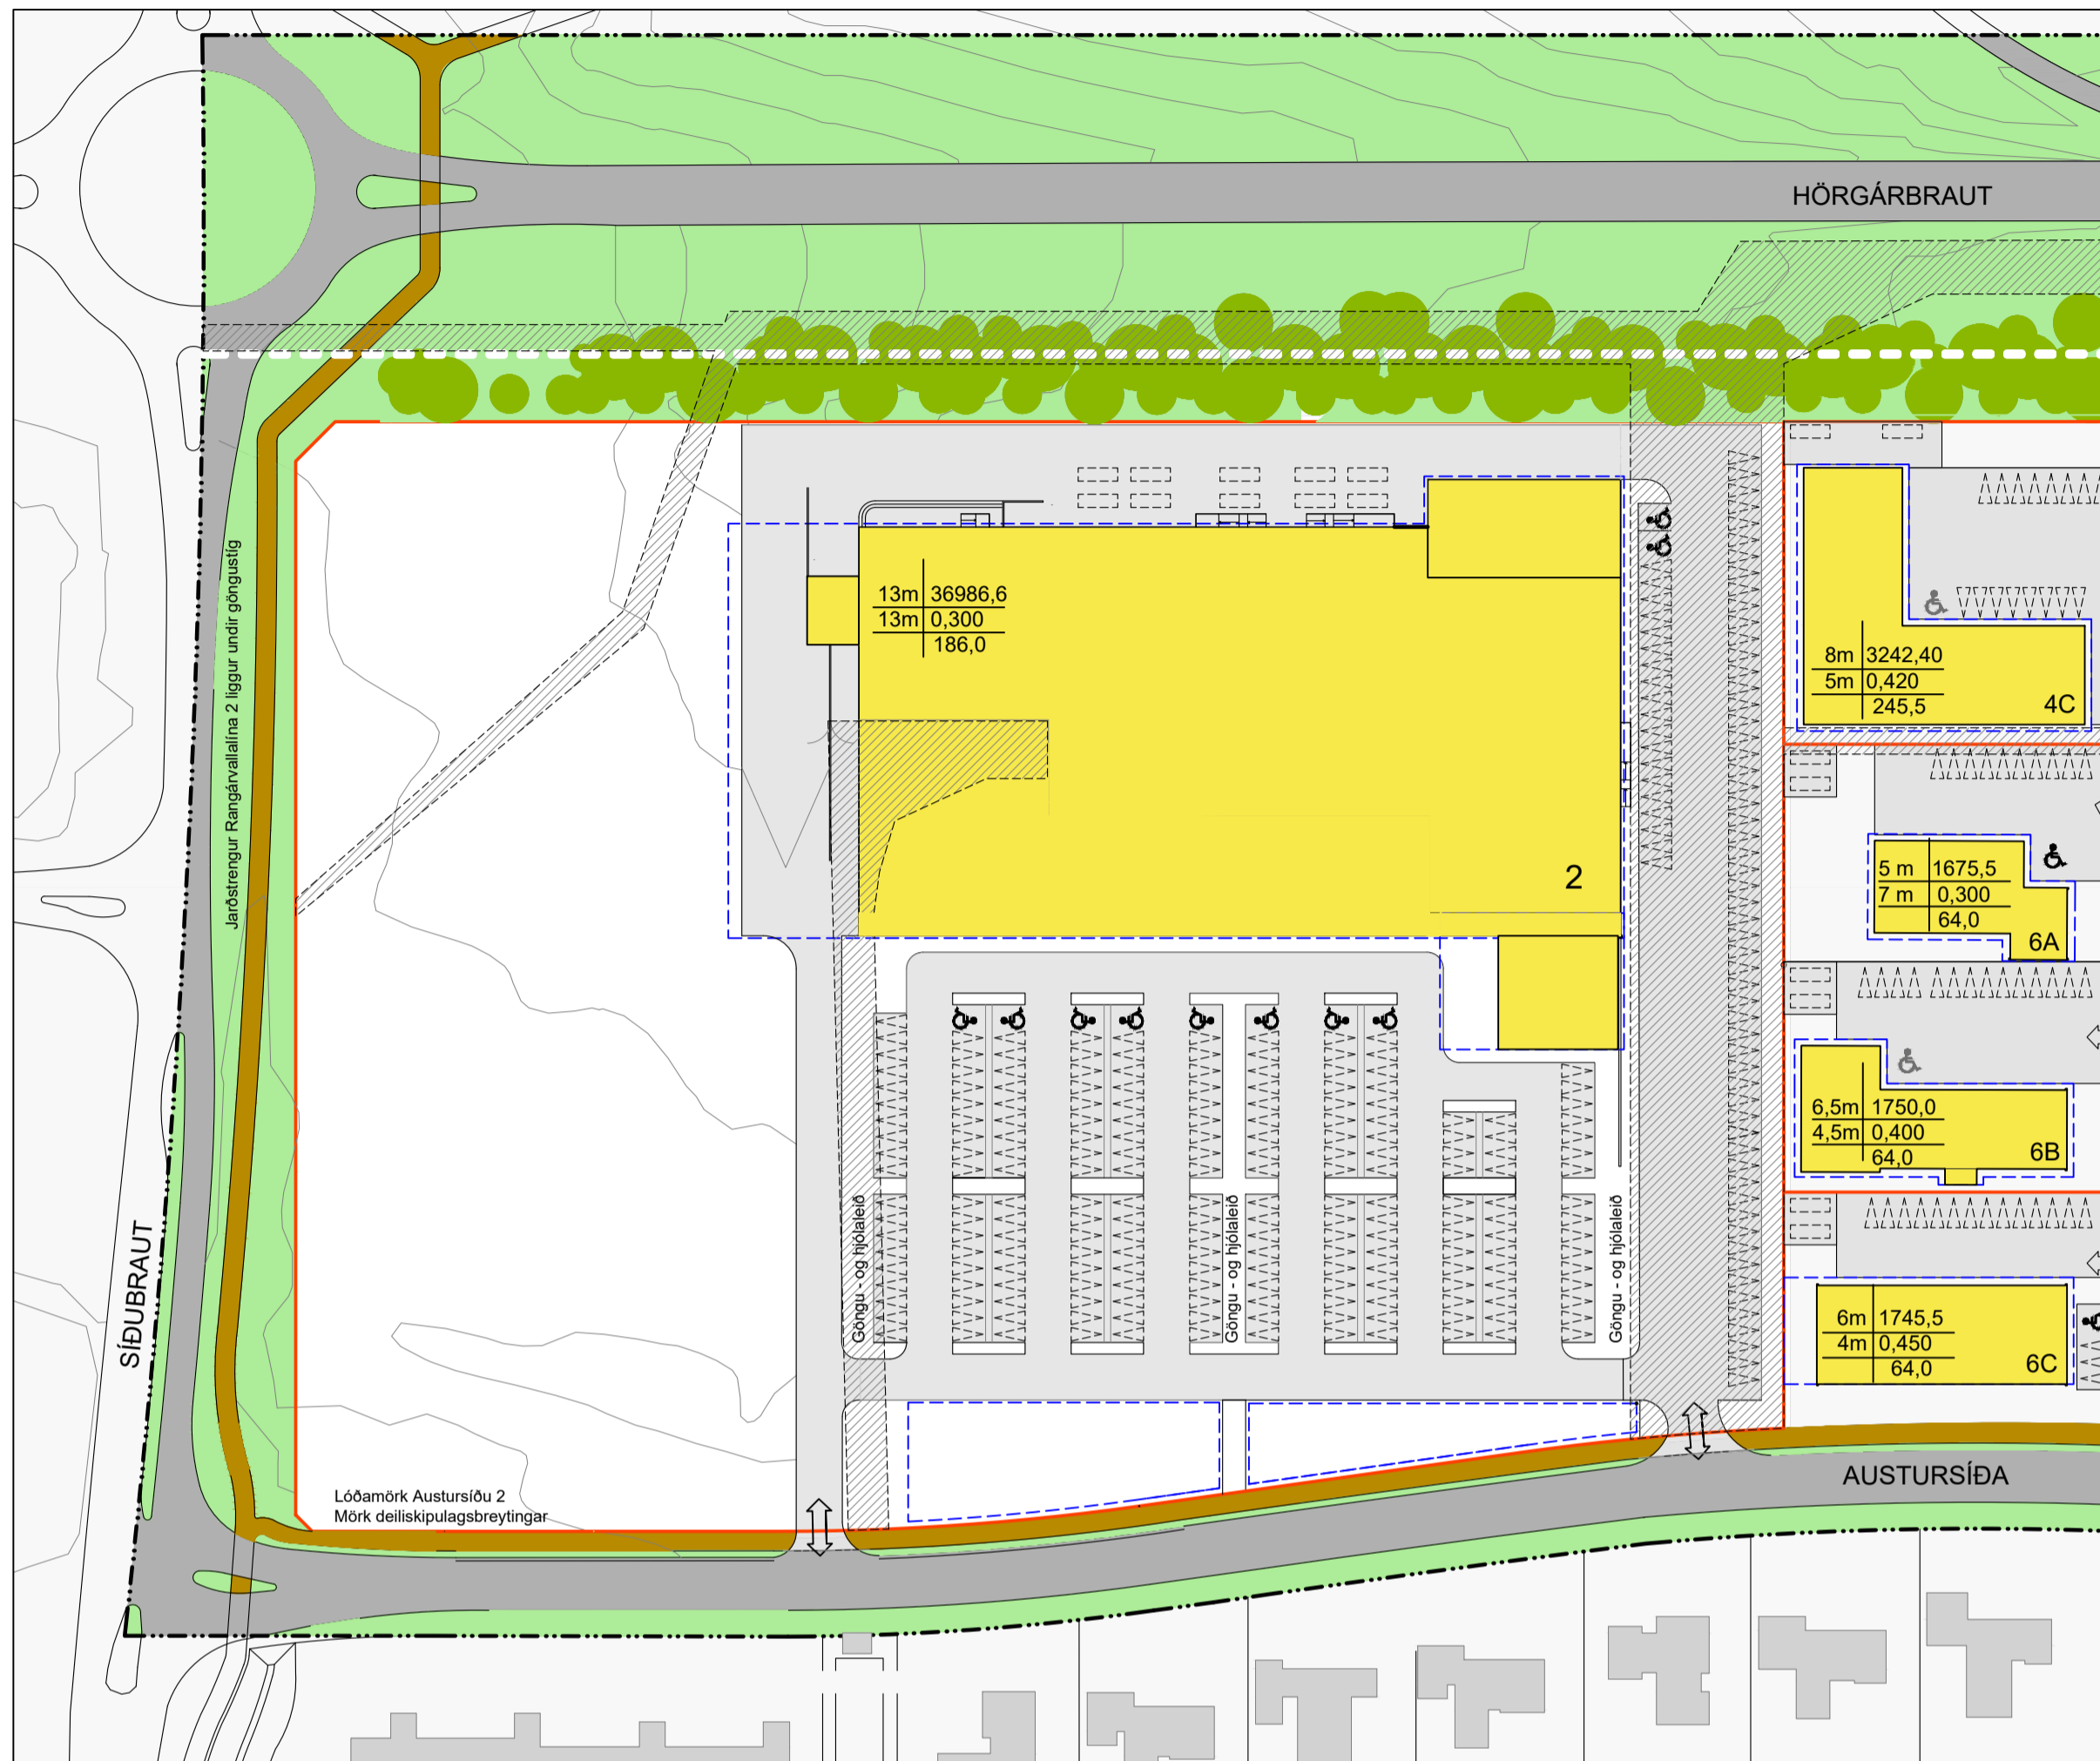 HÖRGÁRBRAUT
Jarðstrengur Rangárvallalína 2 liggur undir göngustíg
13m 36986,6
13m 0,300
186,0
2
8m 3242,40
5m 0,420
245,5
4C
5 m 1675,5
7 m 0,300
64,0
6A
6,5m 1750,0
4,5m 0,400
64,0
6B
6m 1745,5
4m 0,450
64,0
6C
Göngu - og hjólaleið
Göngu - og hjólaleið
Göngu - og hjólaleið
SÍÐUBRAUT
AUSTURSÍÐA
Lóðamörk Austursíðu 2
Mörk deiliskipulagsbreytingar